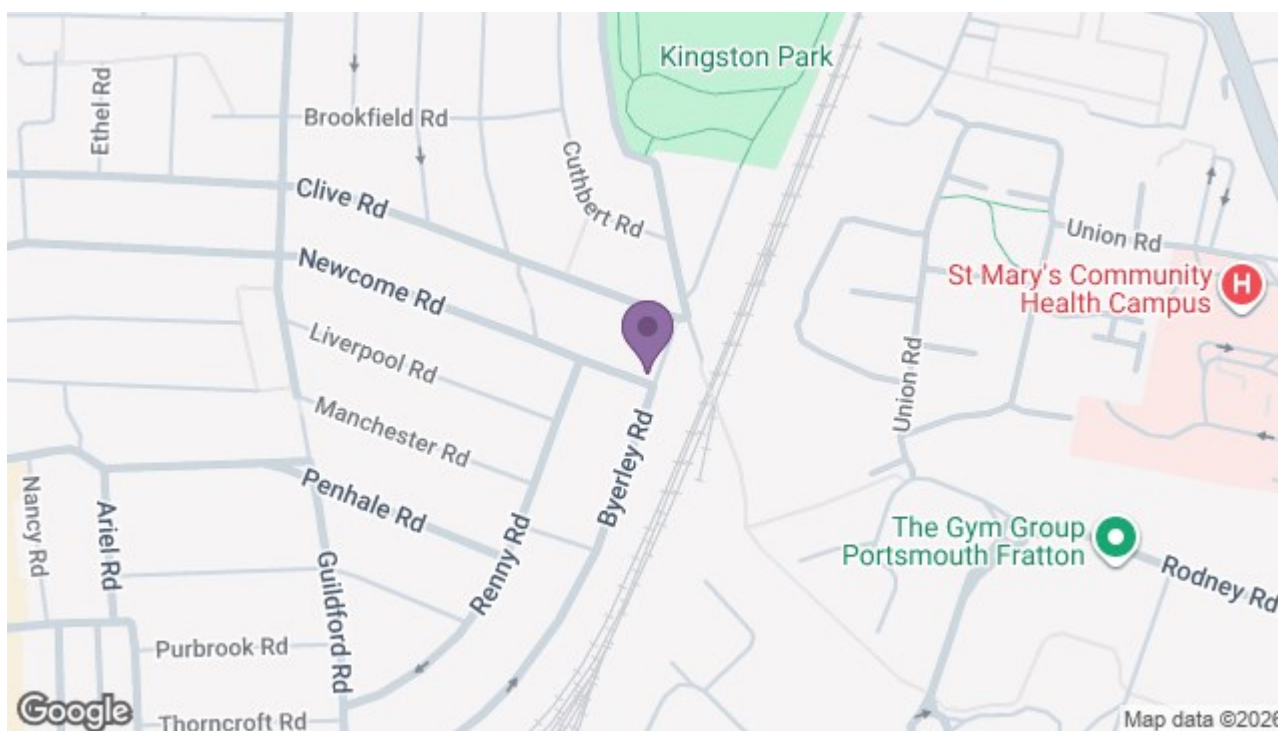 Kingston Park
Ethel Rd
Brookfield Rd
Cuthbert Rd
Clive Rd
Union Rd
Newcome Rd
St Mary's Community
Health Campus
H
Liverpool Rd
Union Rd
Manchester Rd
Byerley Rd
Penhale Rd
Nancy Rd
Ariel Rd
Renny Rd
The Gym Group
Portsmouth Fratton
Rodney Rd
Guildford Rd
Purbrook Rd
Google
Thorncroft Rd
Map data ©2026